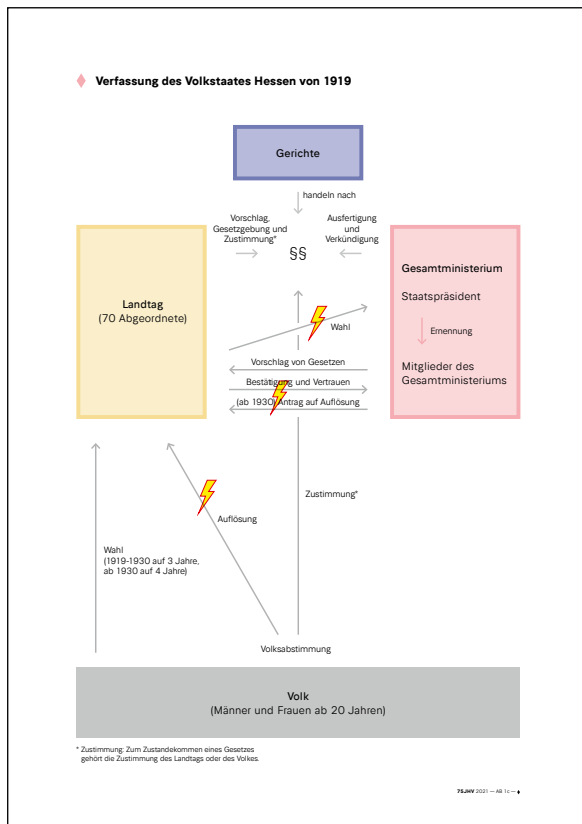 Verfassung des Volkstaates Hessen von 1919
Gerichte
handeln nach
Vorschlag,
Gesetzgebung und
Zustimmung*
Ausfertigung
und
Verkündigung
§§
Landtag
(70 Abgeordnete)
Gesamtministerium
Staatspräsident
Ernennung
Mitglieder des
Gesamtministeriums
Wahl
Vorschlag von Gesetzen
Bestätigung und Vertrauen
(ab 1930) Antrag auf Auflösung
Zustimmung*
Auflösung
Wahl
(1919-1930 auf 3 Jahre,
ab 1930 auf 4 Jahre)
Volksabstimmung
Volk
(Männer und Frauen ab 20 Jahren)
* Zustimmung: Zum Zustandekommen eines Gesetzes
gehört die Zustimmung des Landtags oder des Volkes.
75JHV 2021 — AB 1c —